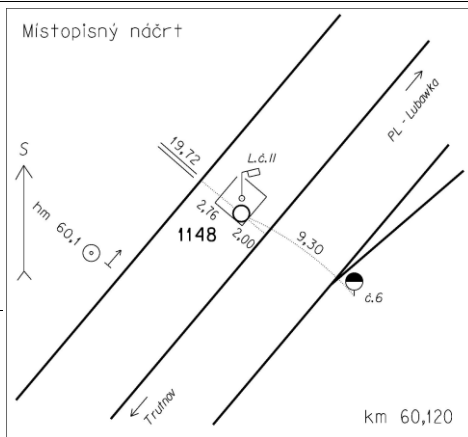 Místopisný náčrt
PL - Lubawka
19,72
S
L.č.II
hm 60,1
2,76
1148
2,00
9,30
č.6
Trutnov
km 60,120